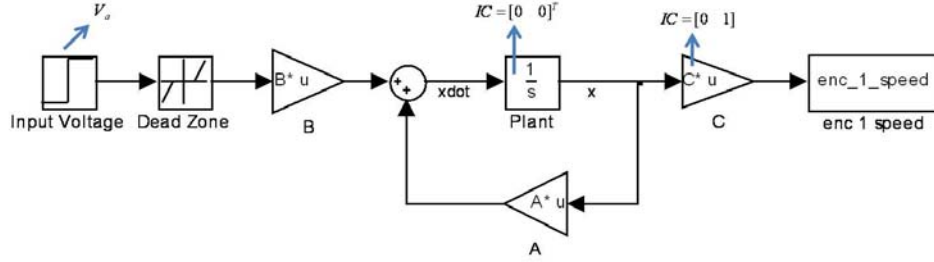 V_a
IC = [0 0]^T
IC = [0 1]
B* u
+
+
xdot
1
s
x
C* u
enc_1_speed
Input Voltage
Dead Zone
B
Plant
C
enc 1 speed
A* u
A